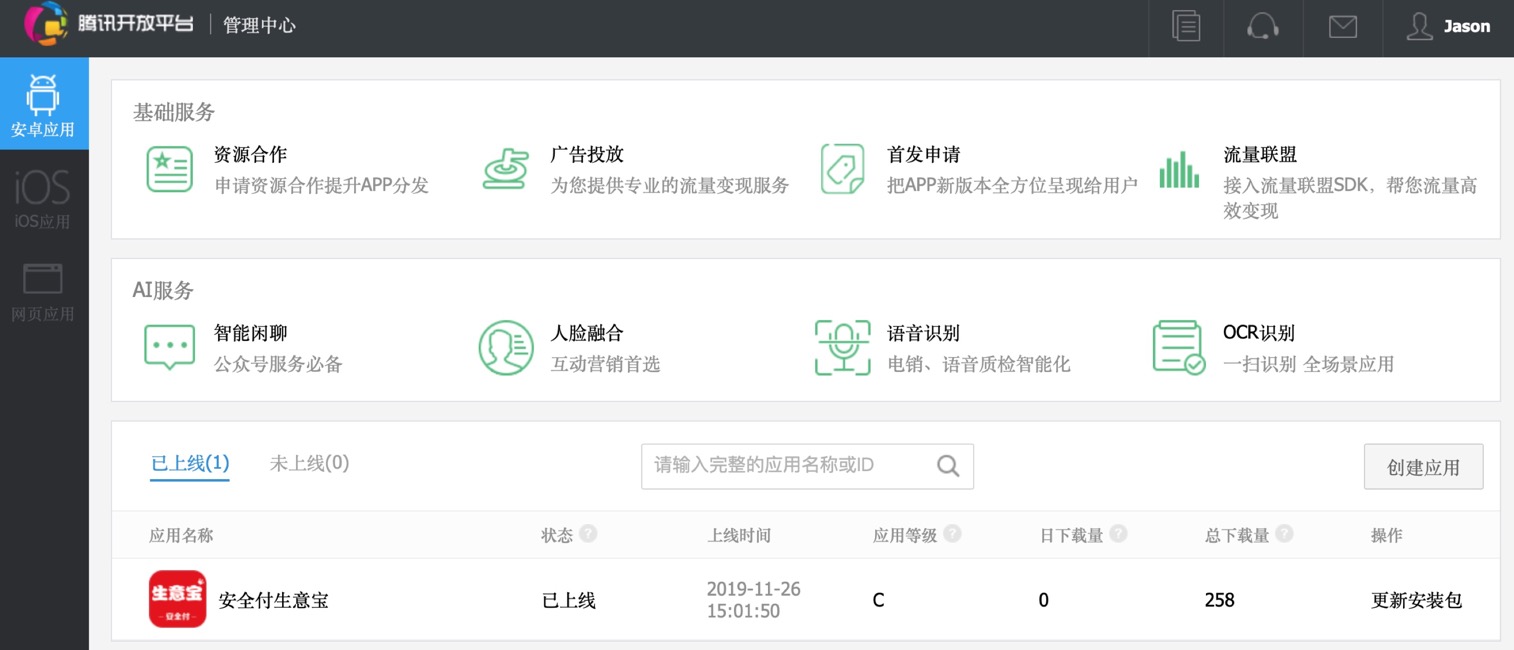 腾讯开放平台 管理中心 Jason
安卓应用
iOS
iOS应用
网页应用
基础服务
资源合作
申请资源合作提升APP分发
广告投放
为您提供专业的流量变现服务
首发申请
把APP新版本全方位呈现给用户
流量联盟
接入流量联盟SDK，帮您流量高
效变现
AI服务
智能闲聊
公众号服务必备
人脸融合
互动营销首选
语音识别
电销、语音质检智能化
OCR识别
一扫识别 全场景应用
已上线(1) 未上线(0) 请输入完整的应用名称或ID 创建应用
应用名称 状态 ? 上线时间 应用等级 ? 日下载量 ? 总下载量 ? 操作
生意宝
安全付
安全付生意宝 已上线 2019-11-26
15:01:50 C 0 258 更新安装包